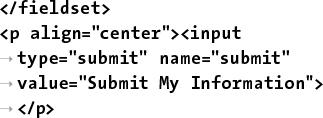 </fieldset>
<p align="center"><input
→ type="submit" name="submit"
→ value="Submit My Information">
→ </p>